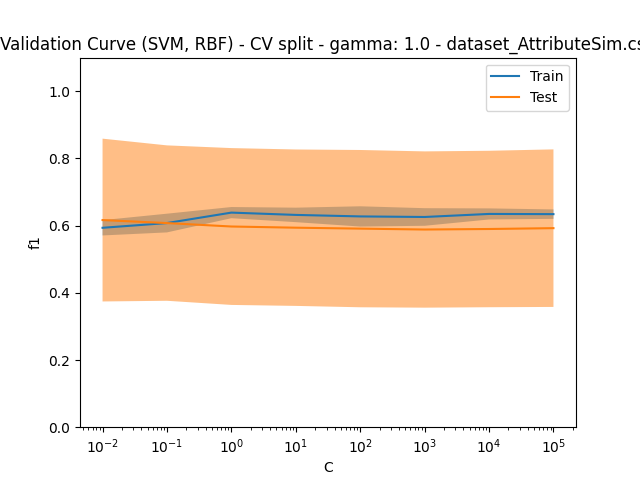 Validation Curve (SVM, RBF) - CV split - gamma: 1.0 - dataset_AttributeSim.cs
Train
Test
1.0
0.8
0.6
0.4
0.2
0.0
f1
10⁻² 10⁻¹ 10⁰ 10¹ 10² 10³ 10⁴ 10⁵
C